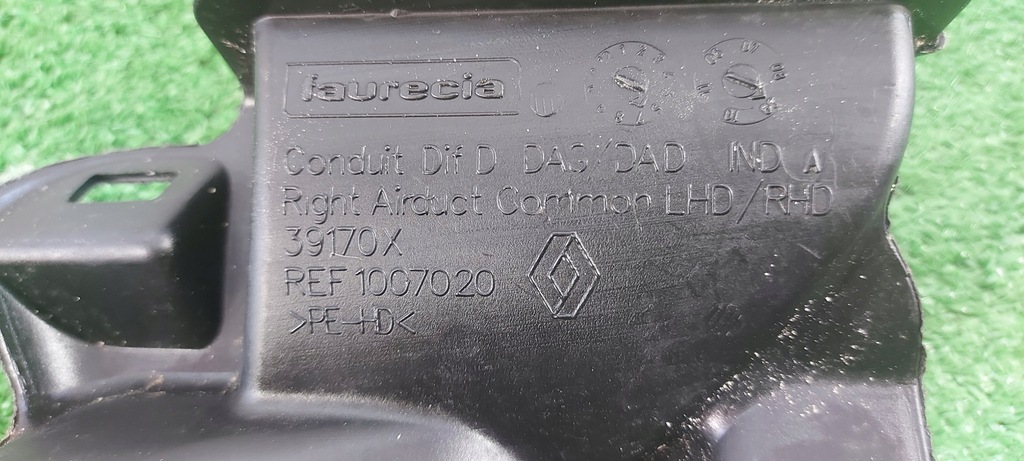 faurecia
Conduit Dif D DAG/DAD IND A
Right Airduct Common LHD/RHD
39170X
REF 1007020
>PE-HD<